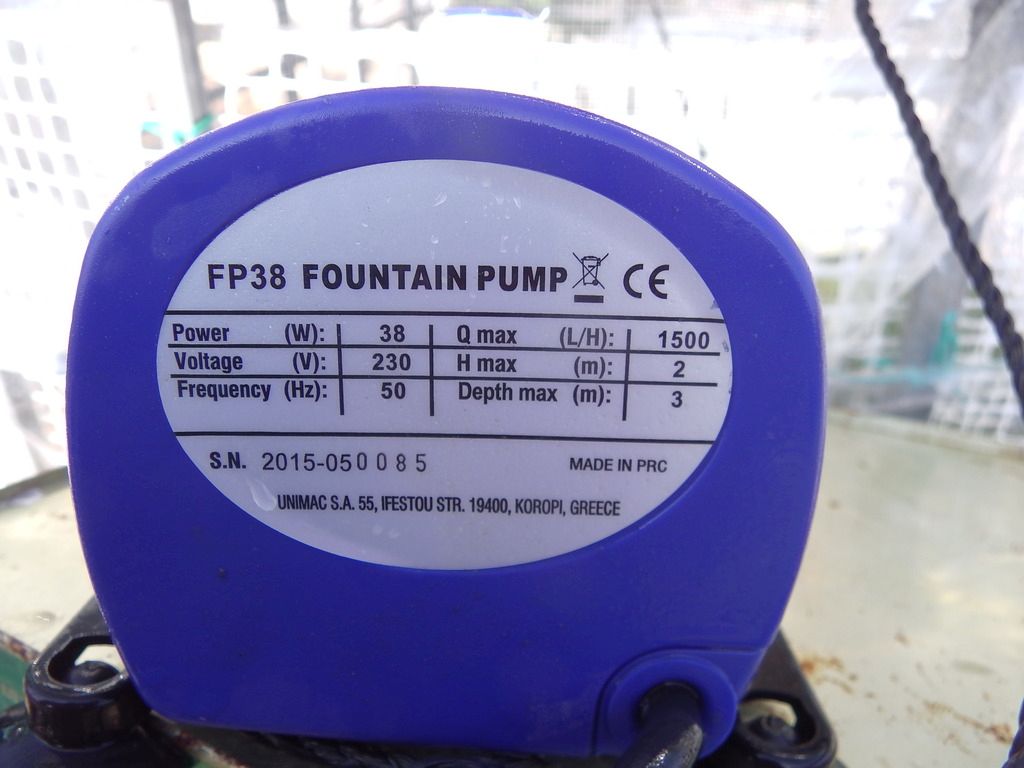 FP38 FOUNTAIN PUMP CE
Power (W): 38 Q max (L/H): 1500
Voltage (V): 230 H max (m): 2
Frequency (Hz): 50 Depth max (m): 3
S.N. 2015-050085 MADE IN PRC
UNIMAC S.A. 55, IFESTOU STR. 19400, KOROPI, GREECE